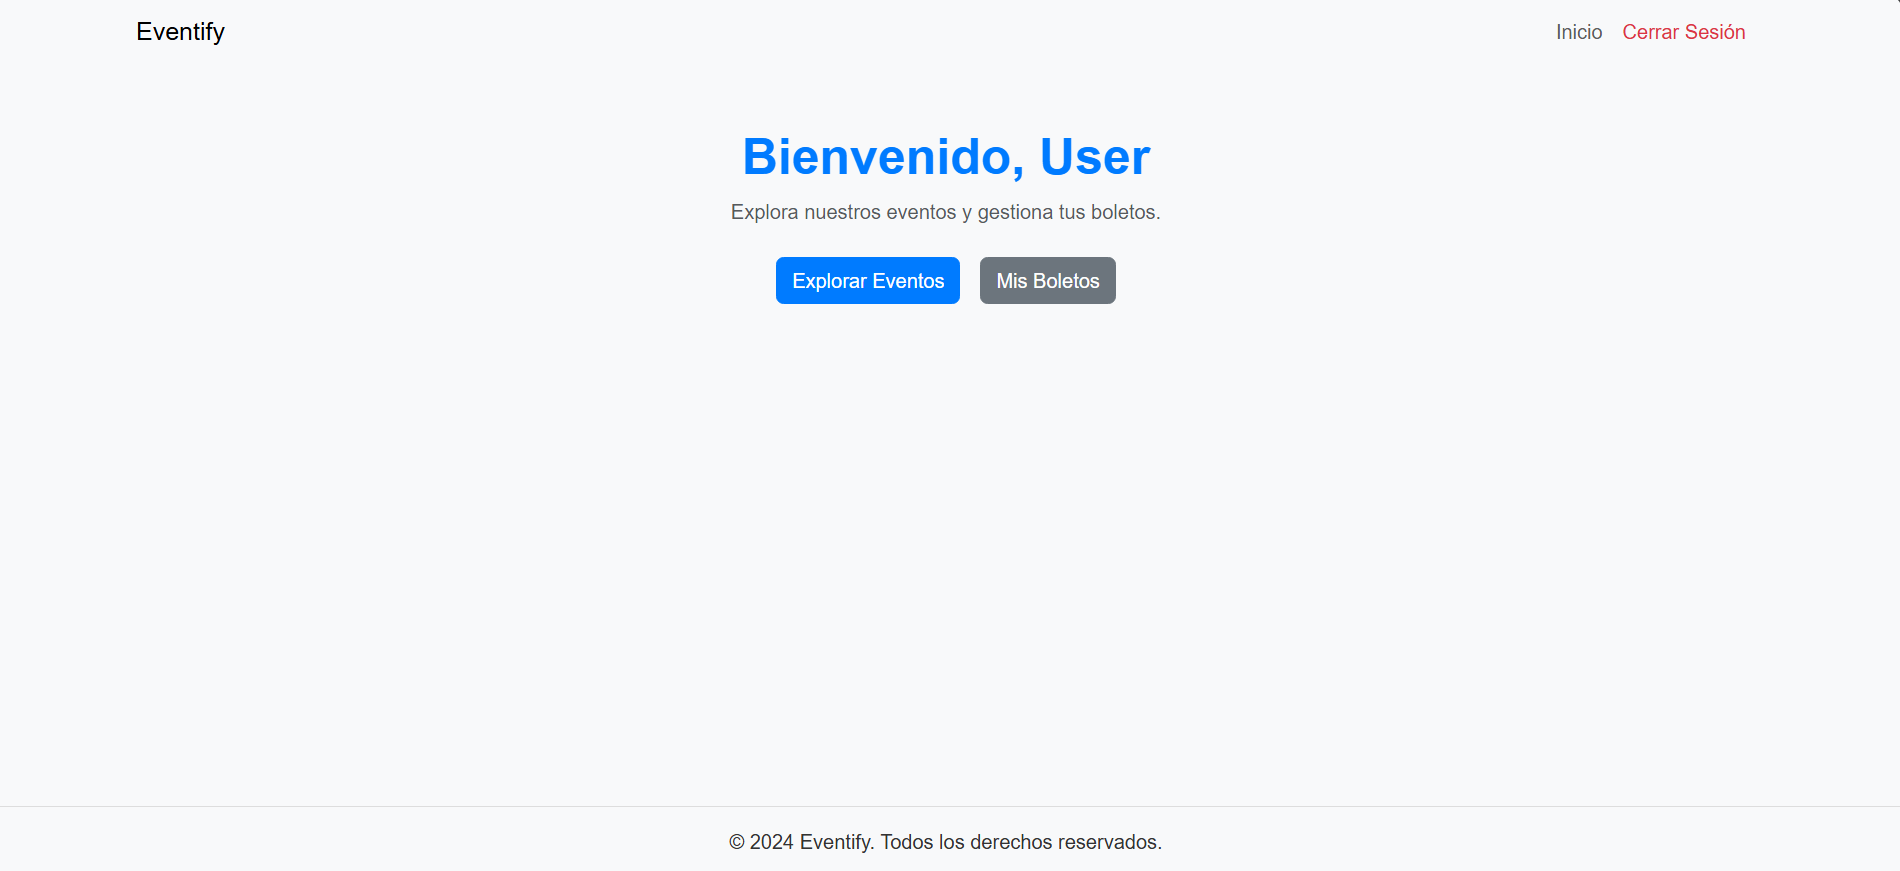 Eventify
Inicio Cerrar Sesión
Bienvenido, User
Explora nuestros eventos y gestiona tus boletos.
Explorar Eventos Mis Boletos
© 2024 Eventify. Todos los derechos reservados.